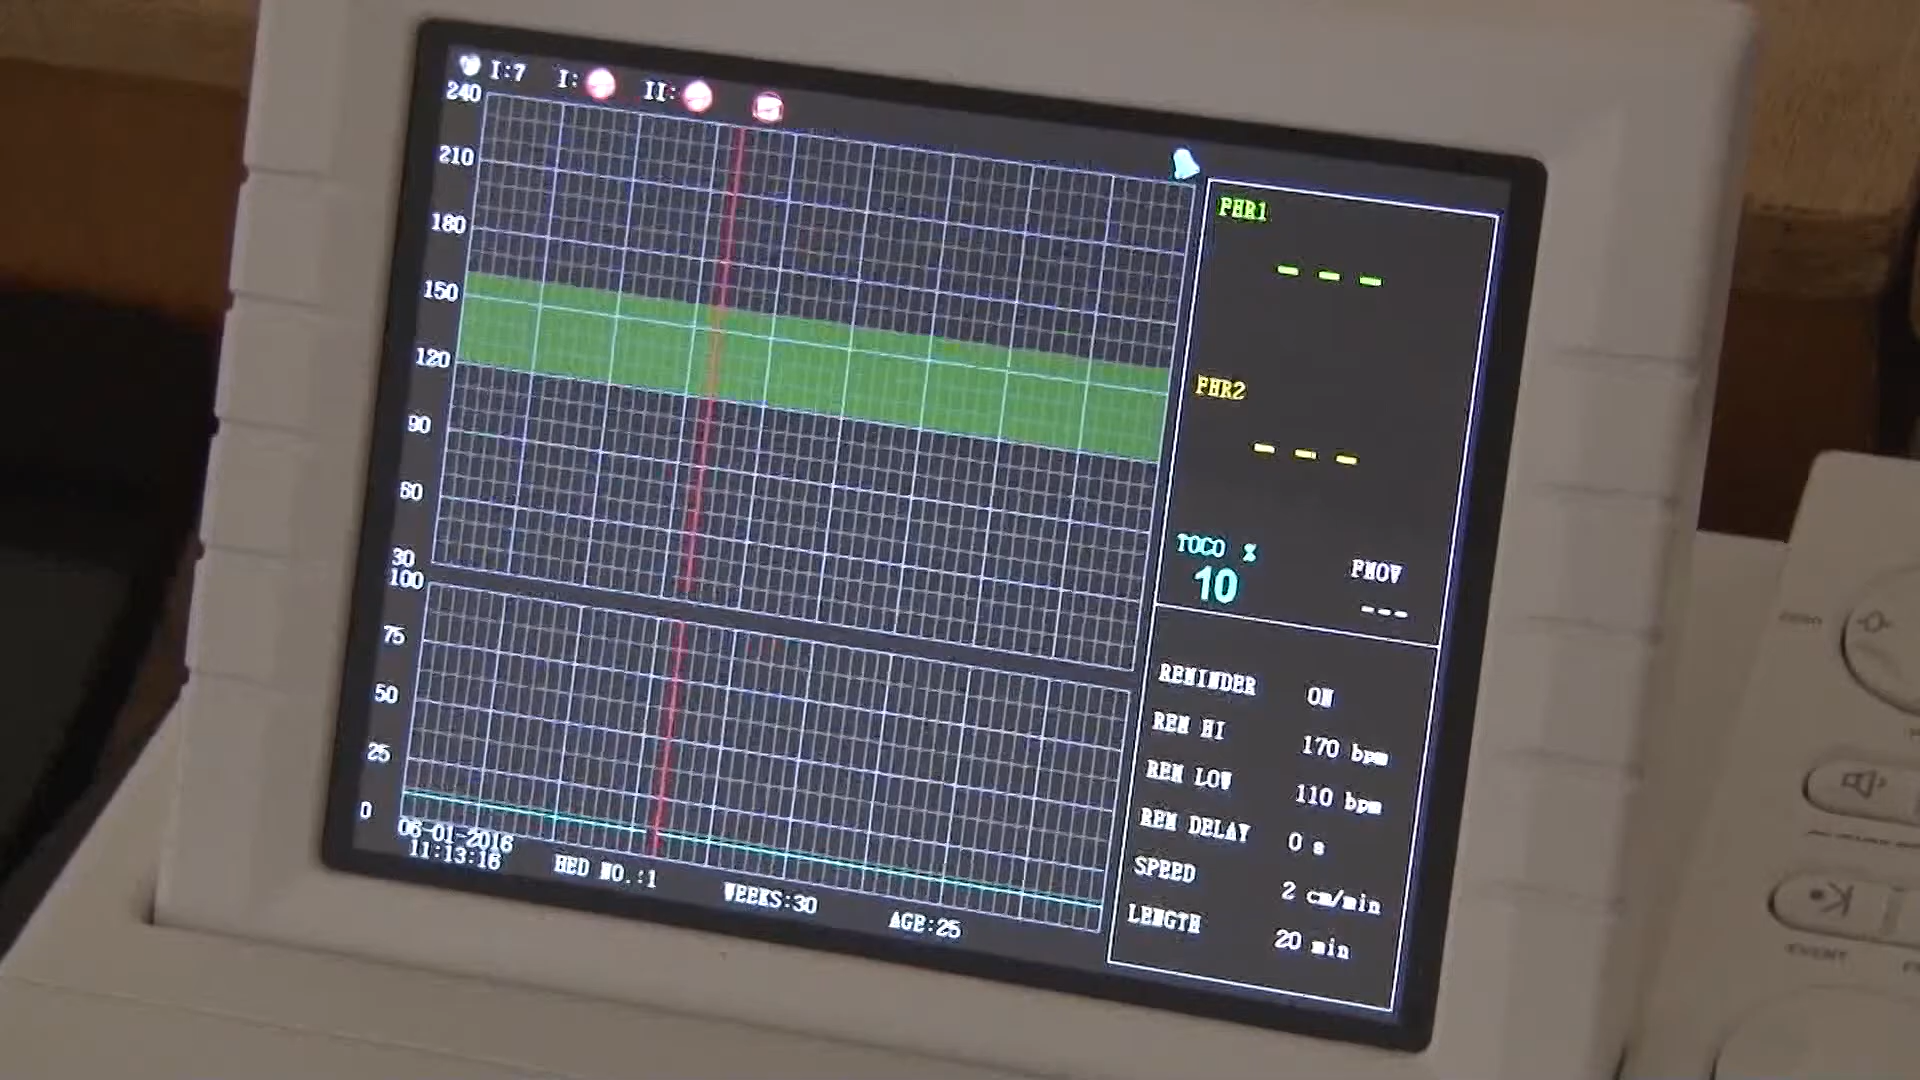 I:7 I: II:
240
210
180
150
120
90
60
30
100
75
50
25
0
06-01-2016
11:13:16
BED NO.:1
WEEKS:30
AGE:25
FHR1
---
FHR2
---
TOCO %
10
FMOV
---
REMINDER ON
REM HI 170 bpm
REM LOW 110 bpm
REM DELAY 0 s
SPEED 2 cm/min
LENGTH 20 min
ZERO
EVENT